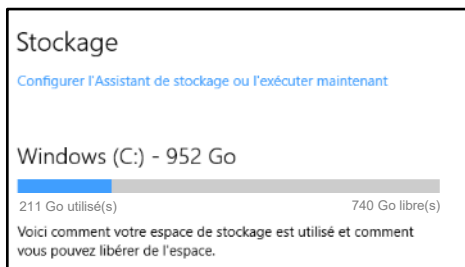 Stockage
Configurer l'Assistant de stockage ou l'exécuter maintenant
Windows (C:) - 952 Go
211 Go utilisé(s) 740 Go libre(s)
Voici comment votre espace de stockage est utilisé et comment
vous pouvez libérer de l'espace.